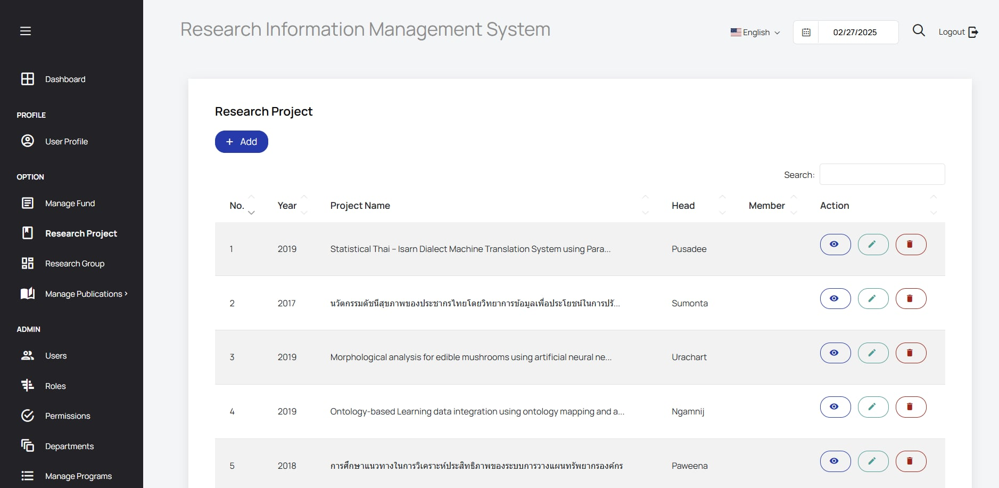 Research Information Management System
English
02/27/2025
Logout
Dashboard
PROFILE
User Profile
OPTION
Manage Fund
Research Project
Research Group
Manage Publications
ADMIN
Users
Roles
Permissions
Departments
Manage Programs
Research Project
+ Add
Search:
No. Year Project Name Head Member Action
1 2019 Statistical Thai – Isarn Dialect Machine Translation System using Para... Pusadee
2 2017 นวัตกรรมดัชนีสุขภาพของประชากรไทยโดยวิทยาการข้อมูลเพื่อประโยชน์ในการปรั... Sumonta
3 2019 Morphological analysis for edible mushrooms using artificial neural ne... Urachart
4 2019 Ontology-based Learning data integration using ontology mapping and a... Ngamnij
5 2018 การศึกษาแนวทางในการวิเคราะห์ประสิทธิภาพของระบบการวางแผนทรัพยากรองค์กร Paweena